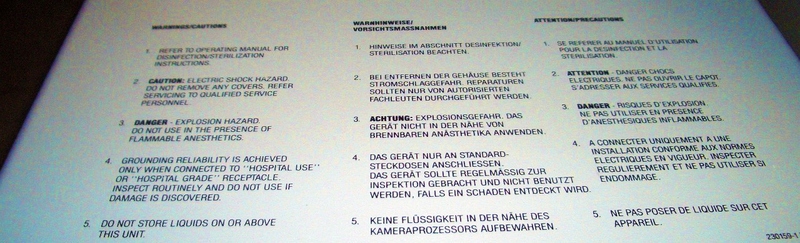 WARNINGS/CAUTIONS
1. REFER TO OPERATING MANUAL FOR
DISINFECTION/STERILIZATION
INSTRUCTIONS.
2. CAUTION: ELECTRIC SHOCK HAZARD.
DO NOT REMOVE ANY COVERS. REFER
SERVICING TO QUALIFIED SERVICE
PERSONNEL.
3. DANGER - EXPLOSION HAZARD.
DO NOT USE IN THE PRESENCE OF
FLAMMABLE ANESTHETICS.
4. GROUNDING RELIABILITY IS ACHIEVED
ONLY WHEN CONNECTED TO "HOSPITAL USE"
OR "HOSPITAL GRADE" RECEPTACLE.
INSPECT ROUTINELY AND DO NOT USE IF
DAMAGE IS DISCOVERED.
5. DO NOT STORE LIQUIDS ON OR ABOVE
THIS UNIT.
WARNHINWEISE/
VORSICHTSMASSNAHMEN
1. HINWEISE IM ABSCHNITT DESINFEKTION/
STERILISATION BEACHTEN.
2. BEI ENTFERNEN DER GEHÄUSE BESTEHT
STROMSCHLAGGEFAHR. REPARATUREN
SOLLTEN NUR VON AUTORISIERTEN
FACHLEUTEN DURCHGEFÜHRT WERDEN.
3. ACHTUNG: EXPLOSIONSGEFAHR. DAS
GERÄT NICHT IN DER NÄHE VON
BRENNBAREN ANÄSTHETIKA ANWENDEN.
4. DAS GERÄT NUR AN STANDARD-
STECKDOSEN ANSCHLIESSEN.
DAS GERÄT SOLLTE REGELMÄSSIG ZUR
INSPEKTION GEBRACHT UND NICHT BENUTZT
WERDEN, FALLS EIN SCHADEN ENTDECKT WIRD.
5. KEINE FLÜSSIGKEIT IN DER NÄHE DES
KAMERAPROZESSORS AUFBEWAHREN.
ATTENTION/PRECAUTIONS
1. SE REFERER AU MANUEL D'UTILISATION
POUR LA DESINFECTION ET LA
STERILISATION.
2. ATTENTION - DANGER CHOCS
ELECTRIQUES. NE PAS OUVRIR LE CAPOT.
S'ADRESSER AUX SERVICES QUALIFIES.
3. DANGER - RISQUES D'EXPLOSION.
NE PAS UTILISER EN PRESENCE
D'ANESTHESIQUES INFLAMMABLES.
4. A CONNECTER UNIQUEMENT A UNE
INSTALLATION CONFORME AUX NORMES
ELECTRIQUES EN VIGUEUR. INSPECTER
REGULIEREMENT ET NE PAS UTILISER SI
ENDOMMAGE.
5. NE PAS POSER DE LIQUIDE SUR CET
APPAREIL.
230159-1